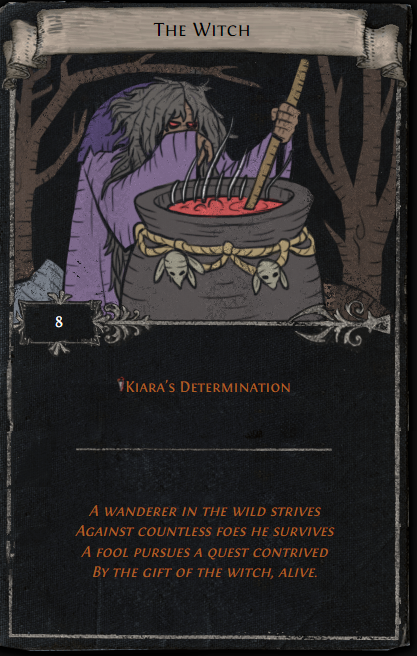 The Witch
8
Kiara's Determination
A wanderer in the wild strives
Against countless foes he survives
A fool pursues a quest contrived
By the gift of the witch, alive.